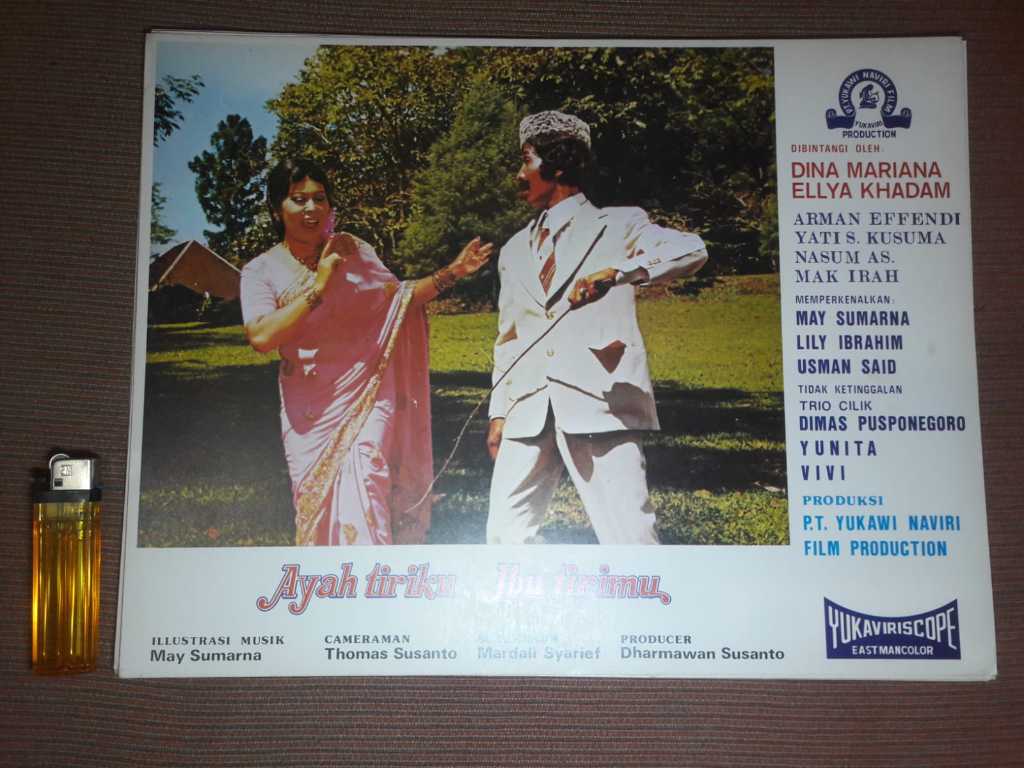 P.T. YUKAWI NAVIRI FILM
YUKAVIRI
PRODUCTION
DIBINTANGI OLEH:
DINA MARIANA
ELLYA KHADAM
ARMAN EFFENDI
YATI S. KUSUMA
NASUM AS.
MAK IRAH
MEMPERKENALKAN:
MAY SUMARNA
LILY IBRAHIM
USMAN SAID
TIDAK KETINGGALAN
TRIO CILIK
DIMAS PUSPONEGORO
YUNITA
VIVI
PRODUKSI
P.T. YUKAWI NAVIRI
FILM PRODUCTION
Ayah tiriku Ibu tirimu
ILLUSTRASI MUSIK
May Sumarna
CAMERAMAN
Thomas Susanto
Mardali Syarief
PRODUCER
Dharmawan Susanto
YUKAVIRISCOPE
EASTMANCOLOR